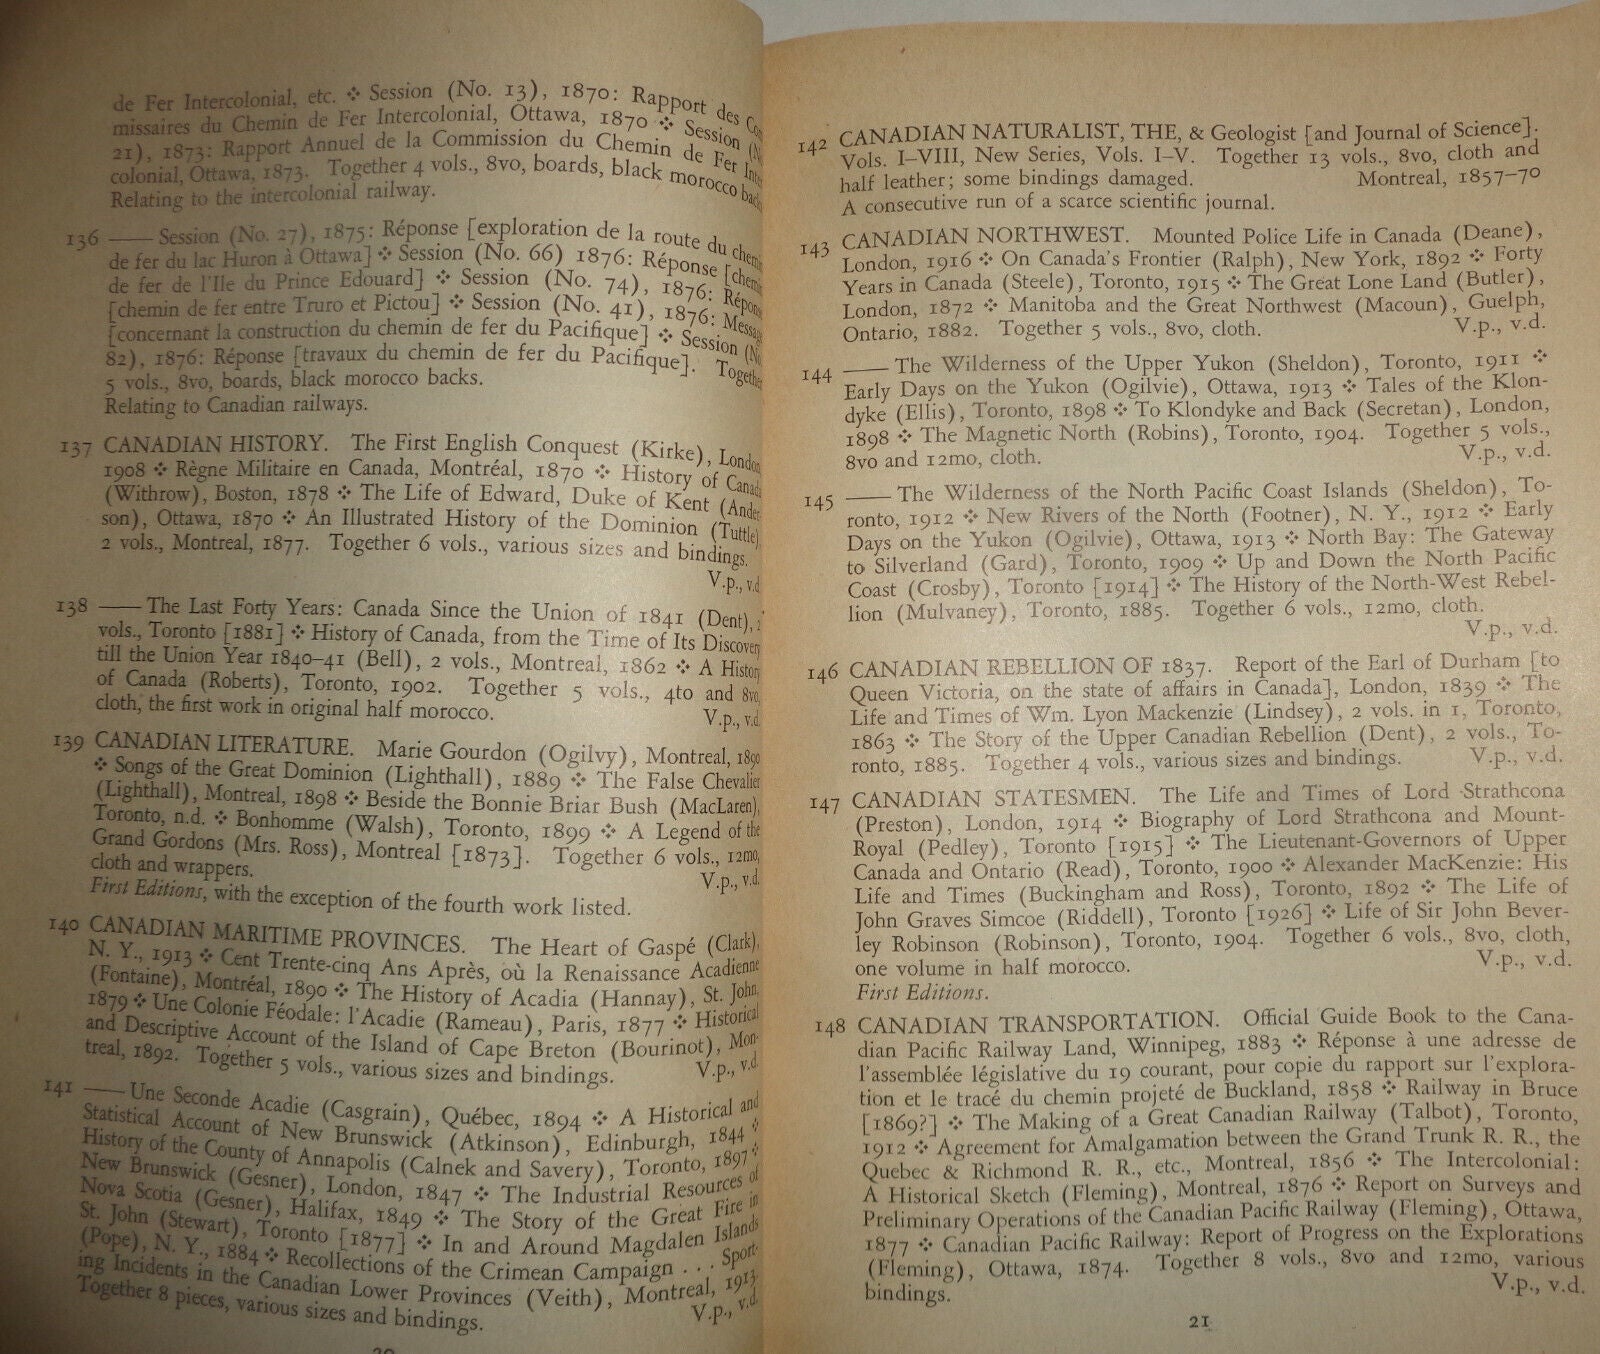 de Fer Intercolonial, etc. ❖ Session (No. 13), 1870: Rapport des Com
missaires du Chemin de Fer Intercolonial, Ottawa, 1870 ❖ Session (N
21), 1873: Rapport Annuel de la Commission du Chemin de Fer Inter
colonial, Ottawa, 1873. Together 4 vols., 8vo, boards, black morocco backs
Relating to the intercolonial railway.
136 —— Session (No. 27), 1875: Réponse [exploration de la route du chemin
de fer du lac Huron à Ottawa] ❖ Session (No. 66) 1876: Réponse [chemin
de fer de l'Ile du Prince Edouard] ❖ Session (No. 74), 1876: Réponse
[chemin de fer entre Truro et Pictou] ❖ Session (No. 41), 1876: Message
[concernant la construction du chemin de fer du Pacifique] ❖ Session (No
82), 1876: Réponse [travaux du chemin de fer du Pacifique]. Together
5 vols., 8vo, boards, black morocco backs.
Relating to Canadian railways.
137 CANADIAN HISTORY. The First English Conquest (Kirke), London
1908 ❖ Règne Militaire en Canada, Montréal, 1870 ❖ History of Canada
(Withrow), Boston, 1878 ❖ The Life of Edward, Duke of Kent (Ander-
son), Ottawa, 1870 ❖ An Illustrated History of the Dominion (Tuttle),
2 vols., Montreal, 1877. Together 6 vols., various sizes and bindings.
V.p., v.d.
138 —— The Last Forty Years: Canada Since the Union of 1841 (Dent), 2
vols., Toronto [1881] ❖ History of Canada, from the Time of Its Discovery
till the Union Year 1840-41 (Bell), 2 vols., Montreal, 1862 ❖ A History
of Canada (Roberts), Toronto, 1902. Together 5 vols., 4to and 8vo,
cloth, the first work in original half morocco. V.p., v.d.
139 CANADIAN LITERATURE. Marie Gourdon (Ogilvy), Montreal, 1890
❖ Songs of the Great Dominion (Lighthall), 1889 ❖ The False Chevalier
(Lighthall), Montreal, 1898 ❖ Beside the Bonnie Briar Bush (MacLaren),
Toronto, n.d. ❖ Bonhomme (Walsh), Toronto, 1899 ❖ A Legend of the
Grand Gordons (Mrs. Ross), Montreal [1873]. Together 6 vols., 12mo,
cloth and wrappers. V.p., v.d.
First Editions, with the exception of the fourth work listed.
140 CANADIAN MARITIME PROVINCES. The Heart of Gaspé (Clark),
N. Y., 1913 ❖ Cent Trente-cinq Ans Après, où la Renaissance Acadienne
(Fontaine), Montréal, 1890 ❖ The History of Acadia (Hannay), St. John,
1879 ❖ Une Colonie Féodale: l'Acadie (Rameau), Paris, 1877 ❖ Historical
and Descriptive Account of the Island of Cape Breton (Bourinot), Mon-
treal, 1892. Together 5 vols., various sizes and bindings. V.p., v.d.
141 —— Une Seconde Acadie (Casgrain), Québec, 1894 ❖ A Historical and
Statistical Account of New Brunswick (Atkinson), Edinburgh, 1844 ❖
History of the County of Annapolis (Calnek and Savery), Toronto, 1897 ❖
New Brunswick (Gesner), London, 1847 ❖ The Industrial Resources of
Nova Scotia (Gesner), Halifax, 1849 ❖ The Story of the Great Fire in
St. John (Stewart), Toronto [1877] ❖ In and Around Magdalen Islands
(Pope), N. Y., 1884 ❖ Recollections of the Crimean Campaign . . . Sport-
ing Incidents in the Canadian Lower Provinces (Veith), Montreal, 1913.
Together 8 pieces, various sizes and bindings. V.p., v.d.
20
142 CANADIAN NATURALIST, THE, & Geologist [and Journal of Science].
Vols. I-VIII, New Series, Vols. I-V. Together 13 vols., 8vo, cloth and
half leather; some bindings damaged. Montreal, 1857-70
A consecutive run of a scarce scientific journal.
143 CANADIAN NORTHWEST. Mounted Police Life in Canada (Deane),
London, 1916 ❖ On Canada's Frontier (Ralph), New York, 1892 ❖ Forty
Years in Canada (Steele), Toronto, 1915 ❖ The Great Lone Land (Butler),
London, 1872 ❖ Manitoba and the Great Northwest (Macoun), Guelph,
Ontario, 1882. Together 5 vols., 8vo, cloth. V.p., v.d.
144 —— The Wilderness of the Upper Yukon (Sheldon), Toronto, 1911 ❖
Early Days on the Yukon (Ogilvie), Ottawa, 1913 ❖ Tales of the Klon-
dyke (Ellis), Toronto, 1898 ❖ To Klondyke and Back (Secretan), London,
1898 ❖ The Magnetic North (Robins), Toronto, 1904. Together 5 vols.,
8vo and 12mo, cloth. V.p., v.d.
145 —— The Wilderness of the North Pacific Coast Islands (Sheldon), To-
ronto, 1912 ❖ New Rivers of the North (Footner), N. Y., 1912 ❖ Early
Days on the Yukon (Ogilvie), Ottawa, 1913 ❖ North Bay: The Gateway
to Silverland (Gard), Toronto, 1909 ❖ Up and Down the North Pacific
Coast (Crosby), Toronto [1914] ❖ The History of the North-West Rebel-
lion (Mulvaney), Toronto, 1885. Together 6 vols., 12mo, cloth.
V.p., v.d.
146 CANADIAN REBELLION OF 1837. Report of the Earl of Durham [to
Queen Victoria, on the state of affairs in Canada], London, 1839 ❖ The
Life and Times of Wm. Lyon Mackenzie (Lindsey), 2 vols. in 1, Toronto,
1863 ❖ The Story of the Upper Canadian Rebellion (Dent), 2 vols., To-
ronto, 1885. Together 4 vols., various sizes and bindings. V.p., v.d.
147 CANADIAN STATESMEN. The Life and Times of Lord Strathcona
(Preston), London, 1914 ❖ Biography of Lord Strathcona and Mount-
Royal (Pedley), Toronto [1915] ❖ The Lieutenant-Governors of Upper
Canada and Ontario (Read), Toronto, 1900 ❖ Alexander MacKenzie: His
Life and Times (Buckingham and Ross), Toronto, 1892 ❖ The Life of
John Graves Simcoe (Riddell), Toronto [1926] ❖ Life of Sir John Bever-
ley Robinson (Robinson), Toronto, 1904. Together 6 vols., 8vo, cloth,
one volume in half morocco. V.p., v.d.
First Editions.
148 CANADIAN TRANSPORTATION. Official Guide Book to the Cana-
dian Pacific Railway Land, Winnipeg, 1883 ❖ Réponse à une adresse de
l'assemblée législative du 19 courant, pour copie du rapport sur l'explora-
tion et le tracé du chemin projeté de Buckland, 1858 ❖ Railway in Bruce
[1869?] ❖ The Making of a Great Canadian Railway (Talbot), Toronto,
1912 ❖ Agreement for Amalgamation between the Grand Trunk R. R., the
Quebec & Richmond R. R., etc., Montreal, 1856 ❖ The Intercolonial:
A Historical Sketch (Fleming), Montreal, 1876 ❖ Report on Surveys and
Preliminary Operations of the Canadian Pacific Railway (Fleming), Ottawa,
1877 ❖ Canadian Pacific Railway: Report of Progress on the Explorations
(Fleming), Ottawa, 1874. Together 8 vols., 8vo and 12mo, various
bindings. V.p., v.d.
21